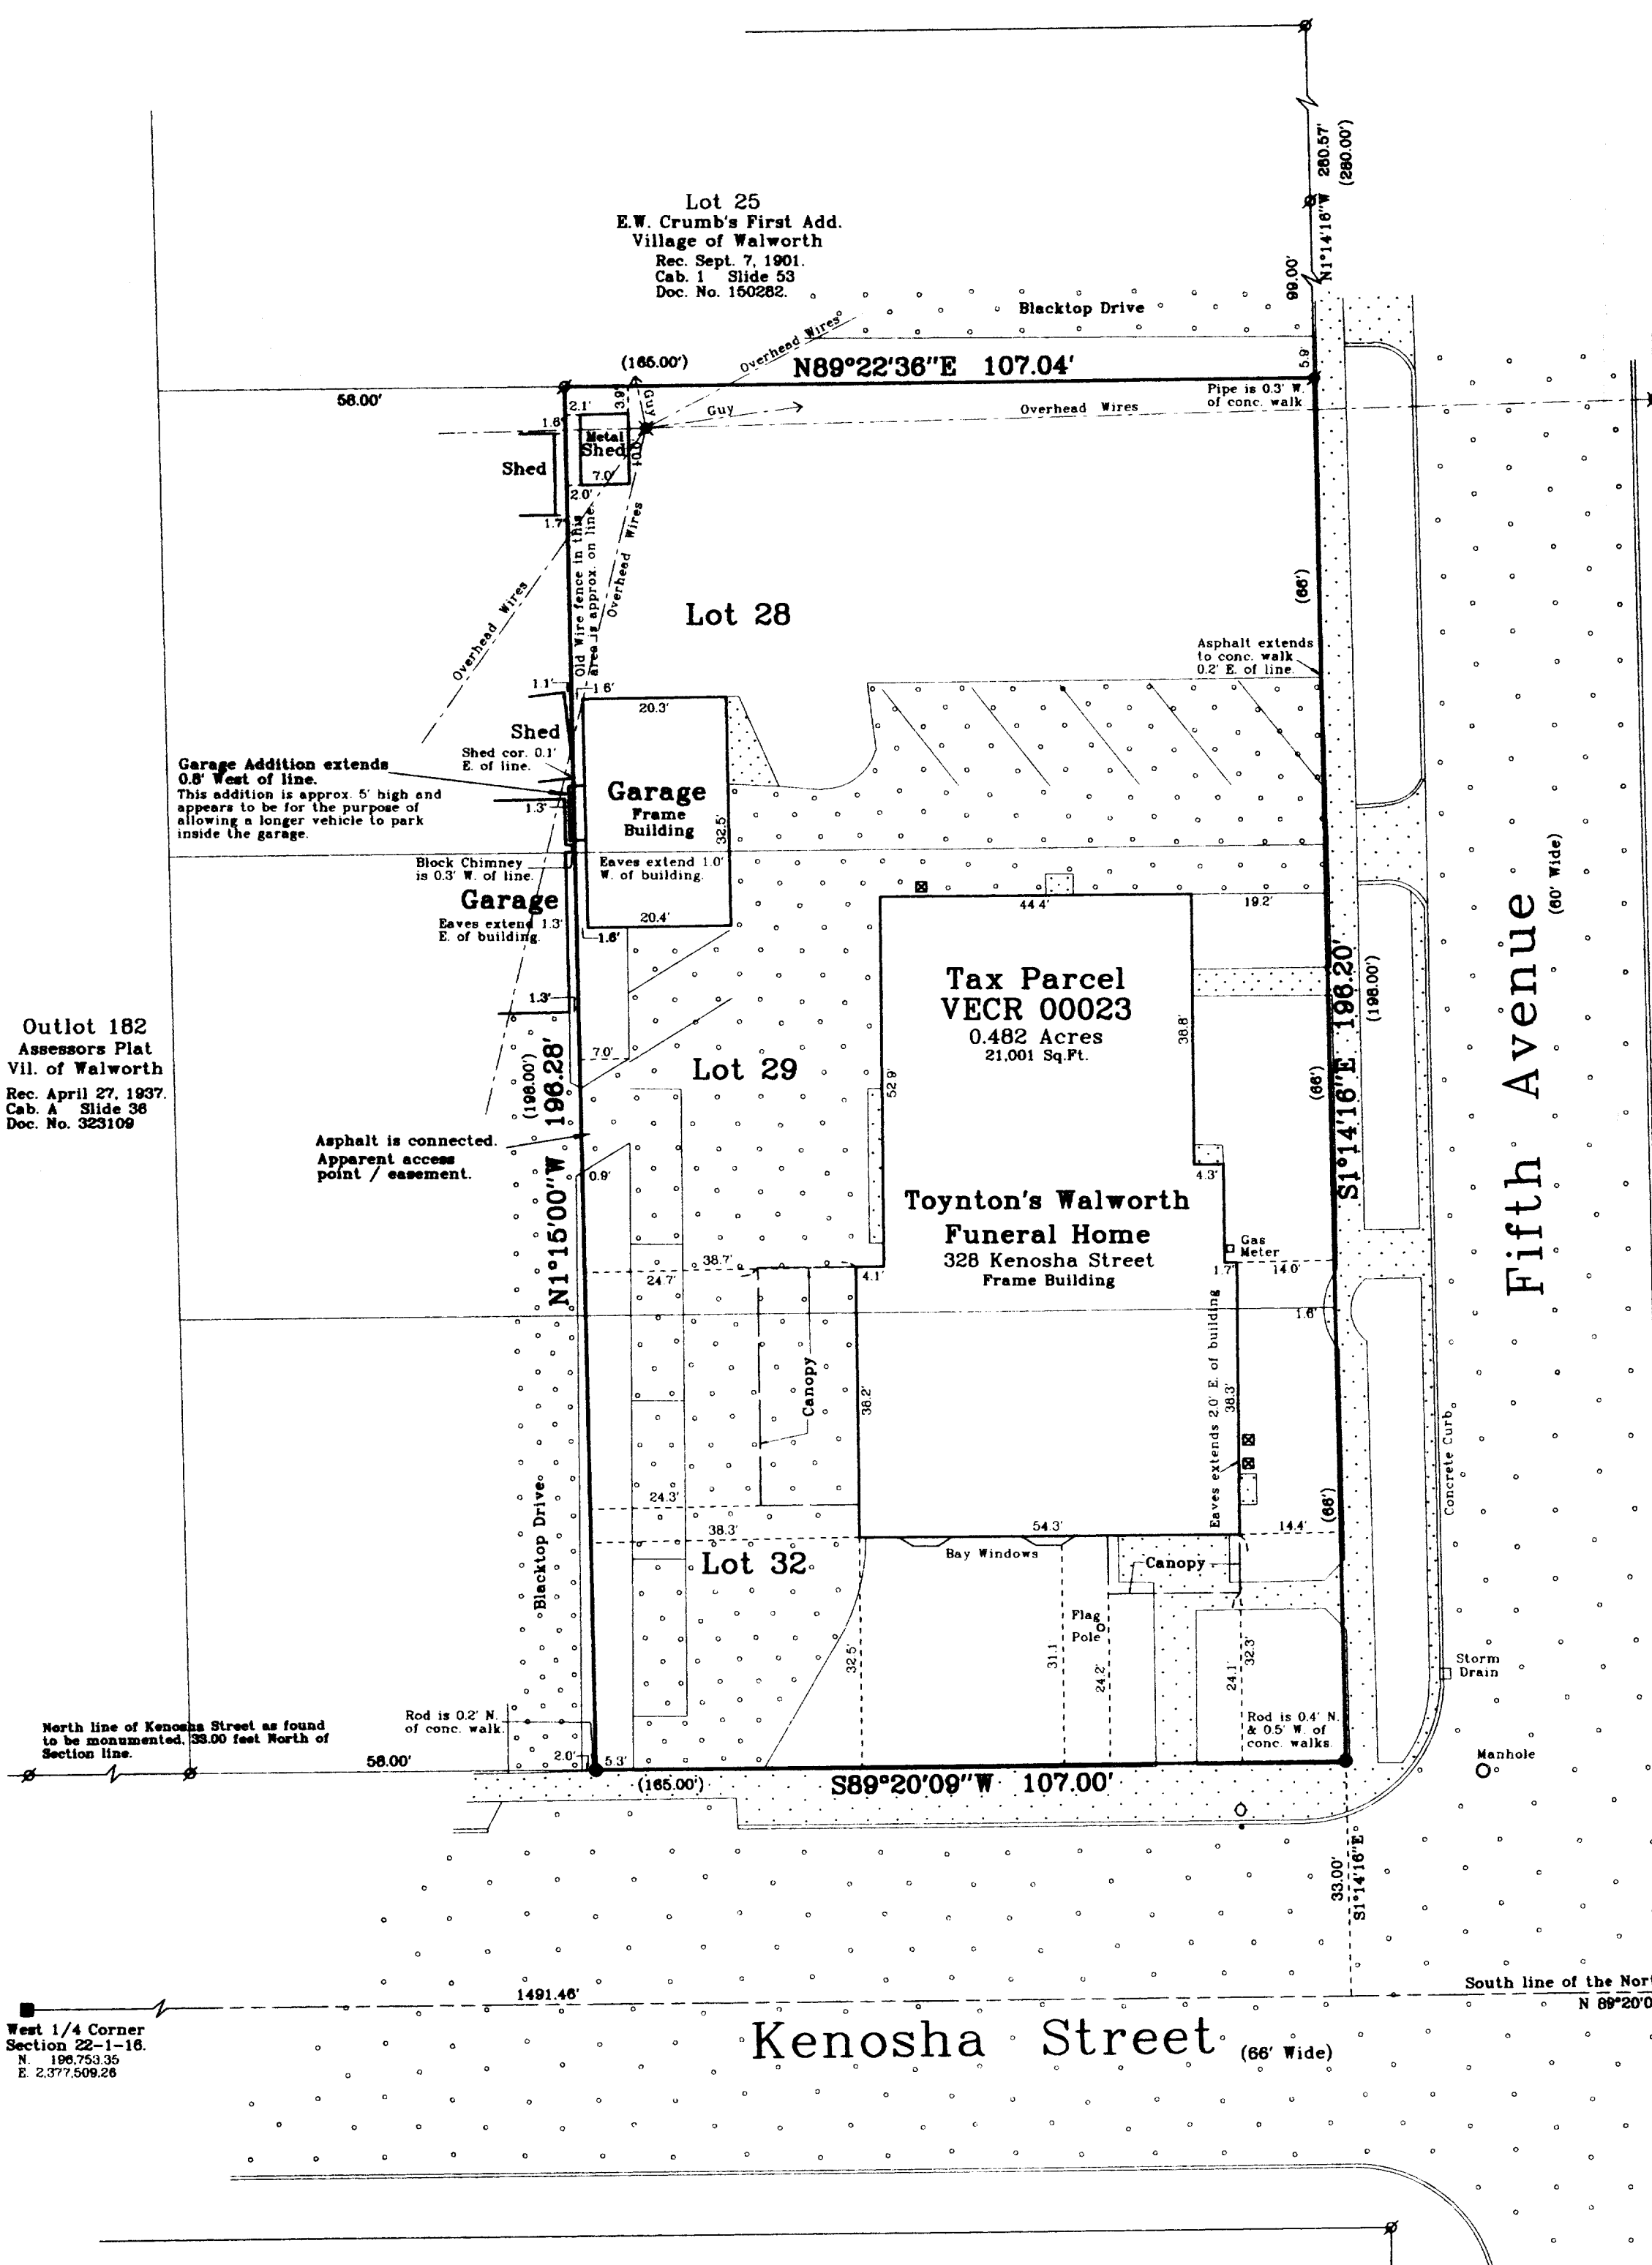 N1°14'16"W 280.57'
(280.00')
99.00'
Lot 25
E.W. Crumb's First Add.
Village of Walworth
Rec. Sept. 7, 1901.
Cab. 1 Slide 53
Doc. No. 150282.
Blacktop Drive
Overhead Wires
(165.00')
N89°22'36"E 107.04'
5.9'
58.00'
Pipe is 0.3' W.
of conc. walk
2.1'
Guy
Guy
Overhead Wires
1.8'
Metal
Shed
Shed
7.0'
2.0'
1.7'
Old Wire fence in this
area is approx. on line.
Overhead Wires
Overhead Wires
Lot 28
(66')
Asphalt extends
to conc. walk
0.2' E. of line.
1.1'
1.6'
20.3'
Shed
Shed cor. 0.1'
E. of line.
Garage Addition extends
0.8' West of line.
This addition is approx. 5' high and
appears to be for the purpose of
allowing a longer vehicle to park
inside the garage.
1.3'
Garage
Frame
Building
32.5'
Block Chimney
is 0.3' W. of line.
Eaves extend 1.0'
W. of building.
Garage
Eaves extend 1.3'
E. of building.
20.4'
1.6'
44.4'
19.2'
Fifth Avenue
(60' Wide)
Tax Parcel
VECR 00023
0.482 Acres
21,001 Sq.Ft.
38.8'
S1°14'16"E 196.20'
(198.00')
1.3'
Outlot 182
Assessors Plat
Vil. of Walworth
Rec. April 27, 1937.
Cab. A Slide 36
Doc. No. 323109
7.0'
Lot 29
52.9'
(66')
N1°15'00"W 196.28'
(198.00')
Asphalt is connected.
Apparent access
point / easement.
0.9'
4.3'
Toynton's Walworth
Funeral Home
328 Kenosha Street
Frame Building
Gas
Meter
38.7'
24.7'
4.1'
1.7'
14.0'
1.6'
Canopy
38.2'
Eaves extends 2.0' E. of building
38.3'
Concrete Curb
Blacktop Drive
24.3'
38.3'
54.3'
14.4'
(66')
Bay Windows
Lot 32
Canopy
Flag
Pole
32.5'
31.1
24.2'
24.1'
32.3'
Storm
Drain
North line of Kenosha Street as found
to be monumented, 33.00 feet North of
Section line.
Rod is 0.2' N.
of conc. walk.
Rod is 0.4' N.
& 0.5' W. of
conc. walks.
Manhole
58.00'
2.0'
5.3'
(165.00')
S89°20'09"W 107.00'
33.00'
S1°14'16"E
1491.46'
South line of the Nor
N 89°20'0
West 1/4 Corner
Section 22-1-16.
N. 196,753.35
E. 2,377,509.26
Kenosha Street (66' Wide)